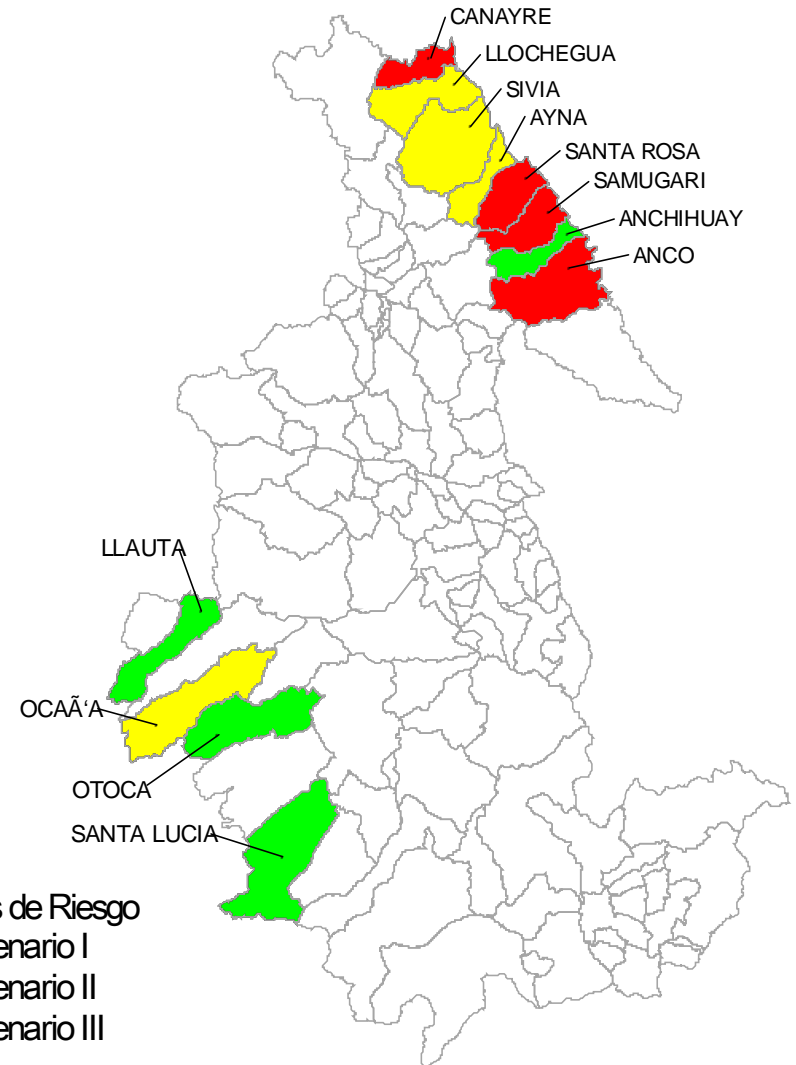 CANAYRE
LLOCHEGUA
SIVIA
AYNA
SANTA ROSA
SAMUGARI
ANCHIHUAY
ANCO
LLAUTA
OCAÃ‘A
OTOCA
SANTA LUCIA
s de Riesgo
enario I
enario II
enario III